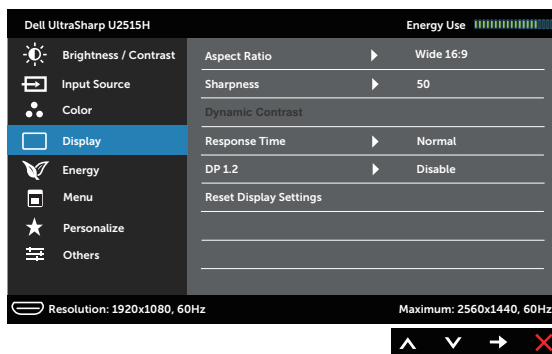 Dell UltraSharp U2515H Energy Use
Brightness / Contrast
Input Source
Color
Display
Energy
Menu
Personalize
Others
Aspect Ratio Wide 16:9
Sharpness 50
Dynamic Contrast
Response Time Normal
DP 1.2 Disable
Reset Display Settings
Resolution: 1920x1080, 60Hz Maximum: 2560x1440, 60Hz